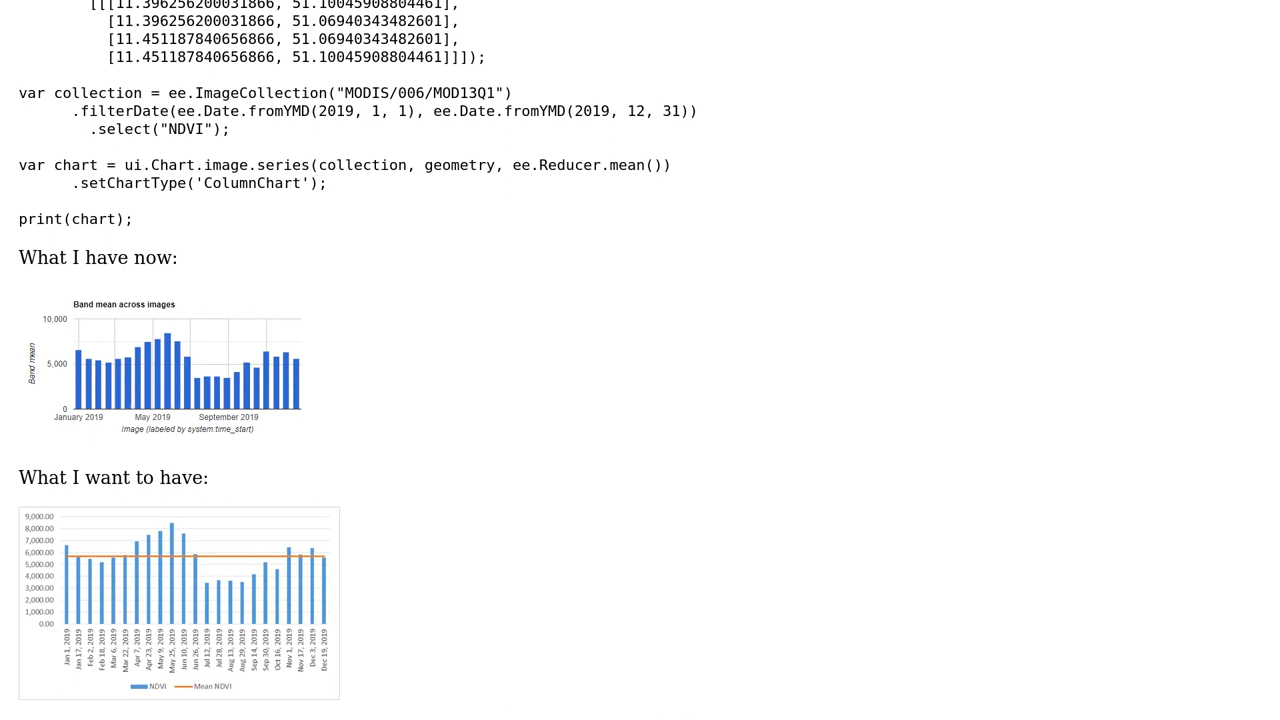 [[[11.396256200031866, 51.10045908804461],
[11.396256200031866, 51.06940343482601],
[11.451187840656866, 51.06940343482601],
[11.451187840656866, 51.10045908804461]]]);
var collection = ee.ImageCollection("MODIS/006/MOD13Q1")
.filterDate(ee.Date.fromYMD(2019, 1, 1), ee.Date.fromYMD(2019, 12, 31))
.select("NDVI");
var chart = ui.Chart.image.series(collection, geometry, ee.Reducer.mean())
.setChartType('ColumnChart');
print(chart);
What I have now:
Band mean across images
10,000
5,000
0
Band mean
January 2019 May 2019 September 2019
Image (labeled by system:time_start)
What I want to have:
9,000.00
8,000.00
7,000.00
6,000.00
5,000.00
4,000.00
3,000.00
2,000.00
1,000.00
0.00
Jan 1, 2019
Jan 17, 2019
Feb 2, 2019
Feb 18, 2019
Mar 6, 2019
Mar 22, 2019
Apr 7, 2019
Apr 23, 2019
May 9, 2019
May 25, 2019
Jun 10, 2019
Jun 26, 2019
Jul 12, 2019
Jul 28, 2019
Aug 13, 2019
Aug 29, 2019
Sep 14, 2019
Sep 30, 2019
Oct 16, 2019
Nov 1, 2019
Nov 17, 2019
Dec 3, 2019
Dec 19, 2019
NDVI Mean NDVI